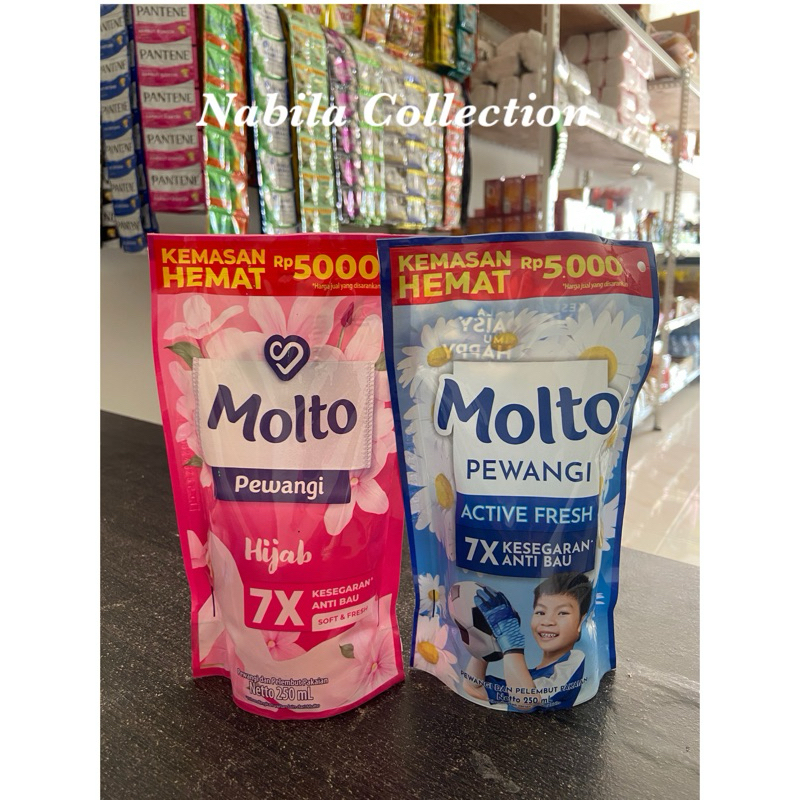 PANTENE
PANTENE
PANTENE
PANTENE
PANTENE
Nabila Collection
KEMASAN
HEMAT
Rp5000
*Harga jual yang disarankan
Molto
Pewangi
Hijab
7X
KESEGARAN*
ANTI BAU
SOFT & FRESH
Pewangi dan Pelembut Pakaian
Netto 250 mL
KEMASAN
HEMAT
Rp5.000*
*Harga jual yang disarankan
Molto
PEWANGI
ACTIVE FRESH
7X KESEGARAN*
ANTI BAU
PEWANGI DAN PELEMBUT PAKAIAN
Netto 250 mL